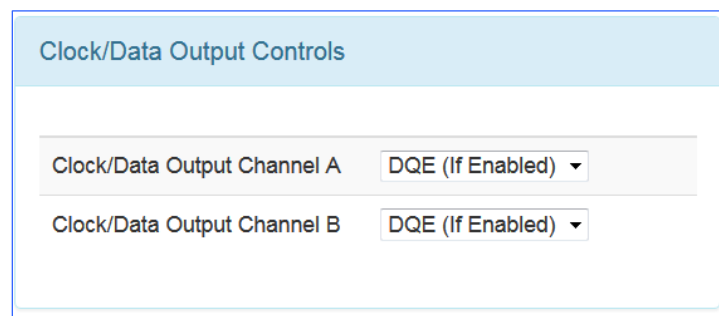 Clock/Data Output Controls
Clock/Data Output Channel A DQE (If Enabled)
Clock/Data Output Channel B DQE (If Enabled)